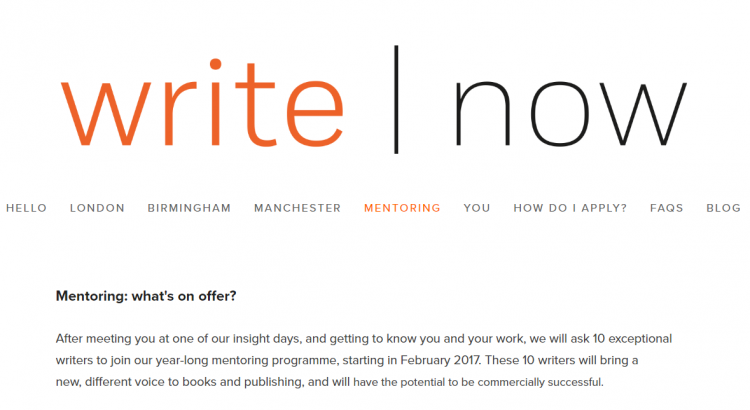 write | now
HELLO LONDON BIRMINGHAM MANCHESTER MENTORING YOU HOW DO I APPLY? FAQS BLOG
Mentoring: what's on offer?
After meeting you at one of our insight days, and getting to know you and your work, we will ask 10 exceptional
writers to join our year-long mentoring programme, starting in February 2017. These 10 writers will bring a
new, different voice to books and publishing, and will have the potential to be commercially successful.